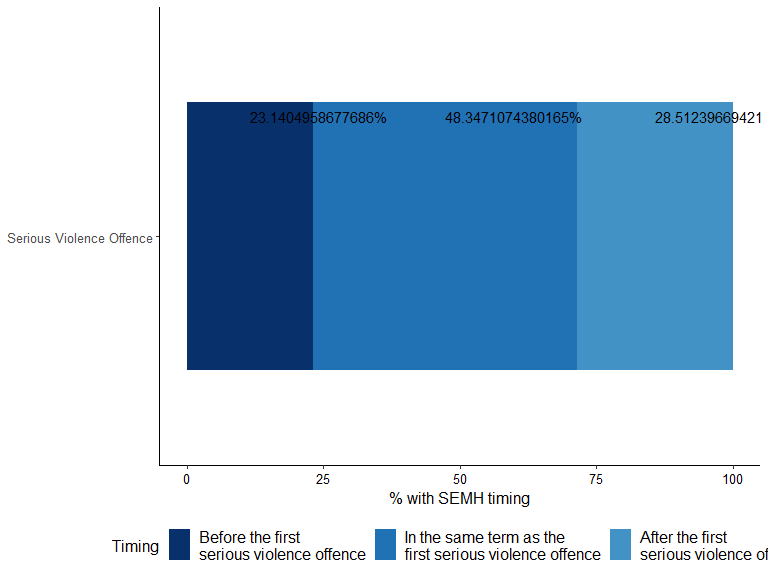 23.1404958677686% 48.3471074380165% 28.51239669421
Serious Violence Offence
0 25 50 75 100
% with SEMH timing
Timing
Before the first
serious violence offence
In the same term as the
first serious violence offence
After the first
serious violence of